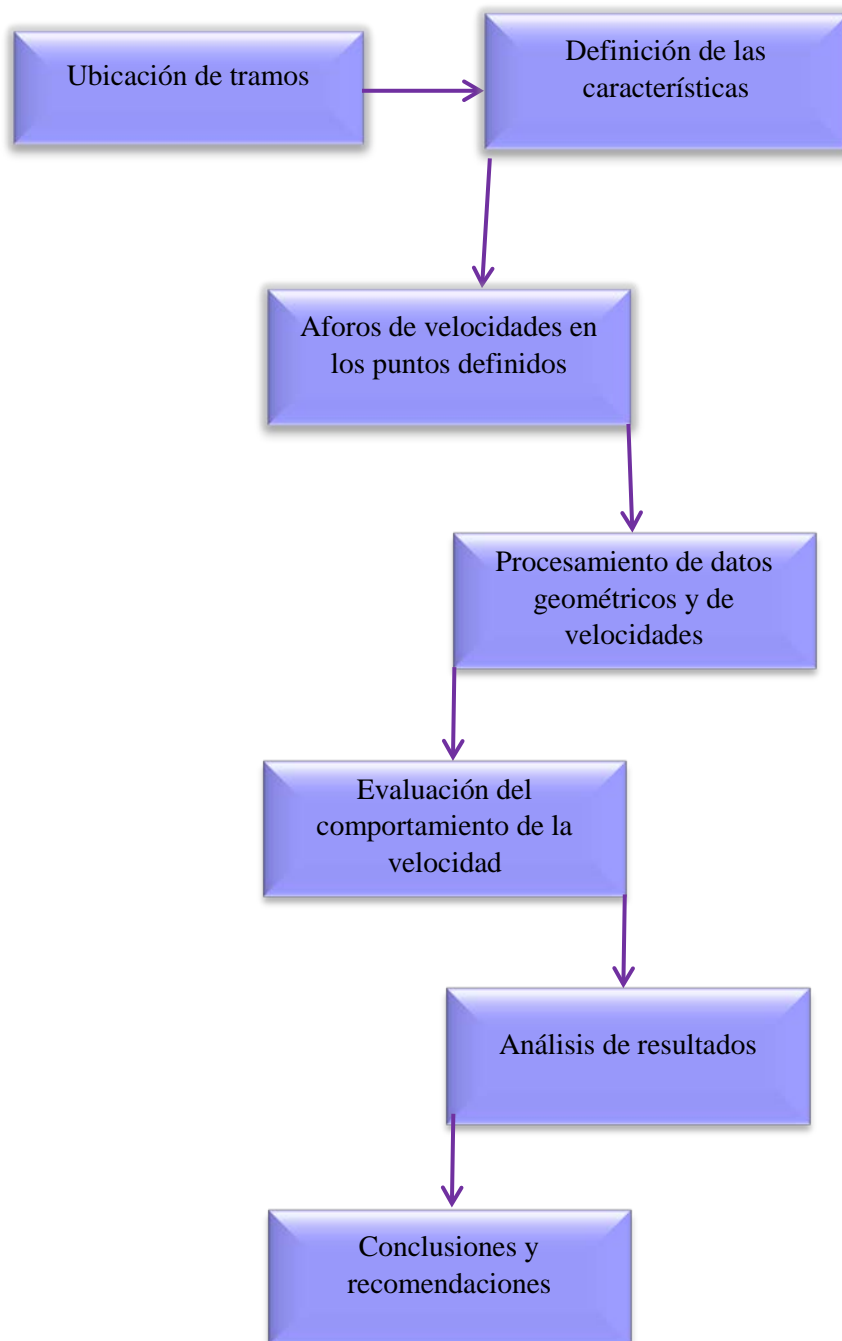 Ubicación de tramos
Definición de las
característicias
Aforos de velocidades en
los puntos definidos
Procesamiento de datos
geométricos y de
velocidades
Evaluación del
comportamiento de la
velocidad
Análisis de resultados
Conclusiones y
recomendaciones